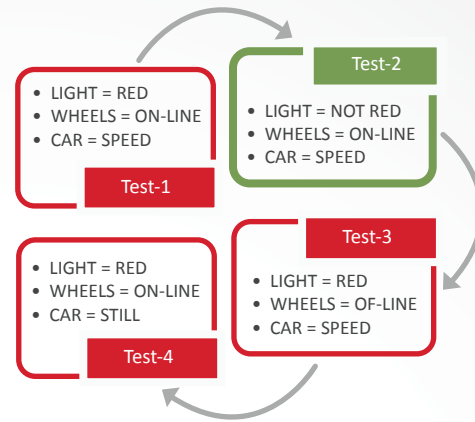 • LIGHT = RED
• WHEELS = ON-LINE
• CAR = SPEED
Test-1
Test-2
• LIGHT = NOT RED
• WHEELS = ON-LINE
• CAR = SPEED
Test-3
• LIGHT = RED
• WHEELS = OF-LINE
• CAR = SPEED
• LIGHT = RED
• WHEELS = ON-LINE
• CAR = STILL
Test-4